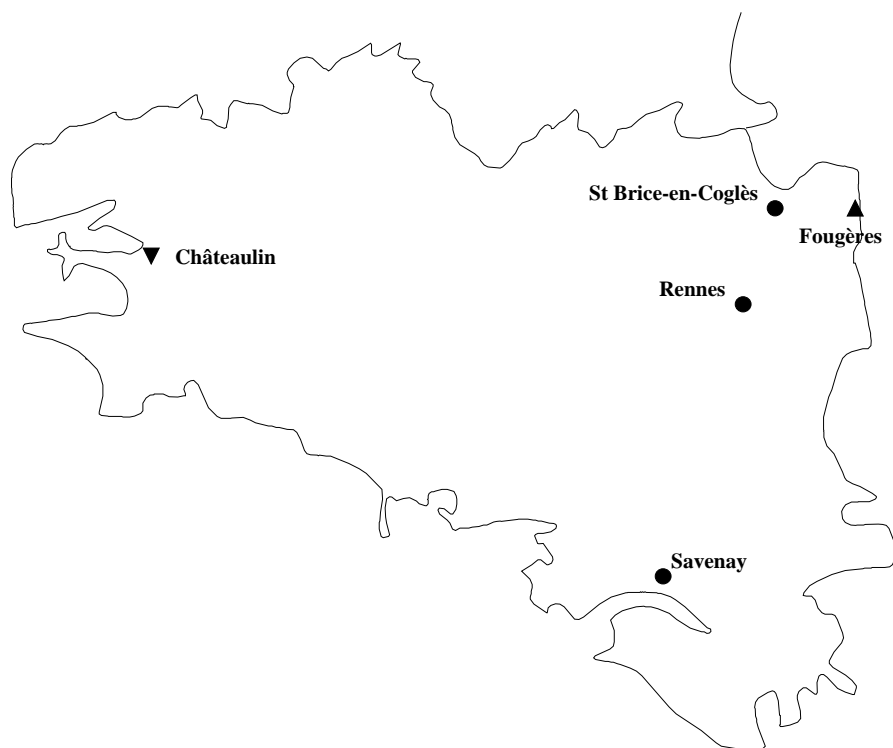 St Brice-en-Coglès
Fougères
Châteaulin
Rennes
Savenay